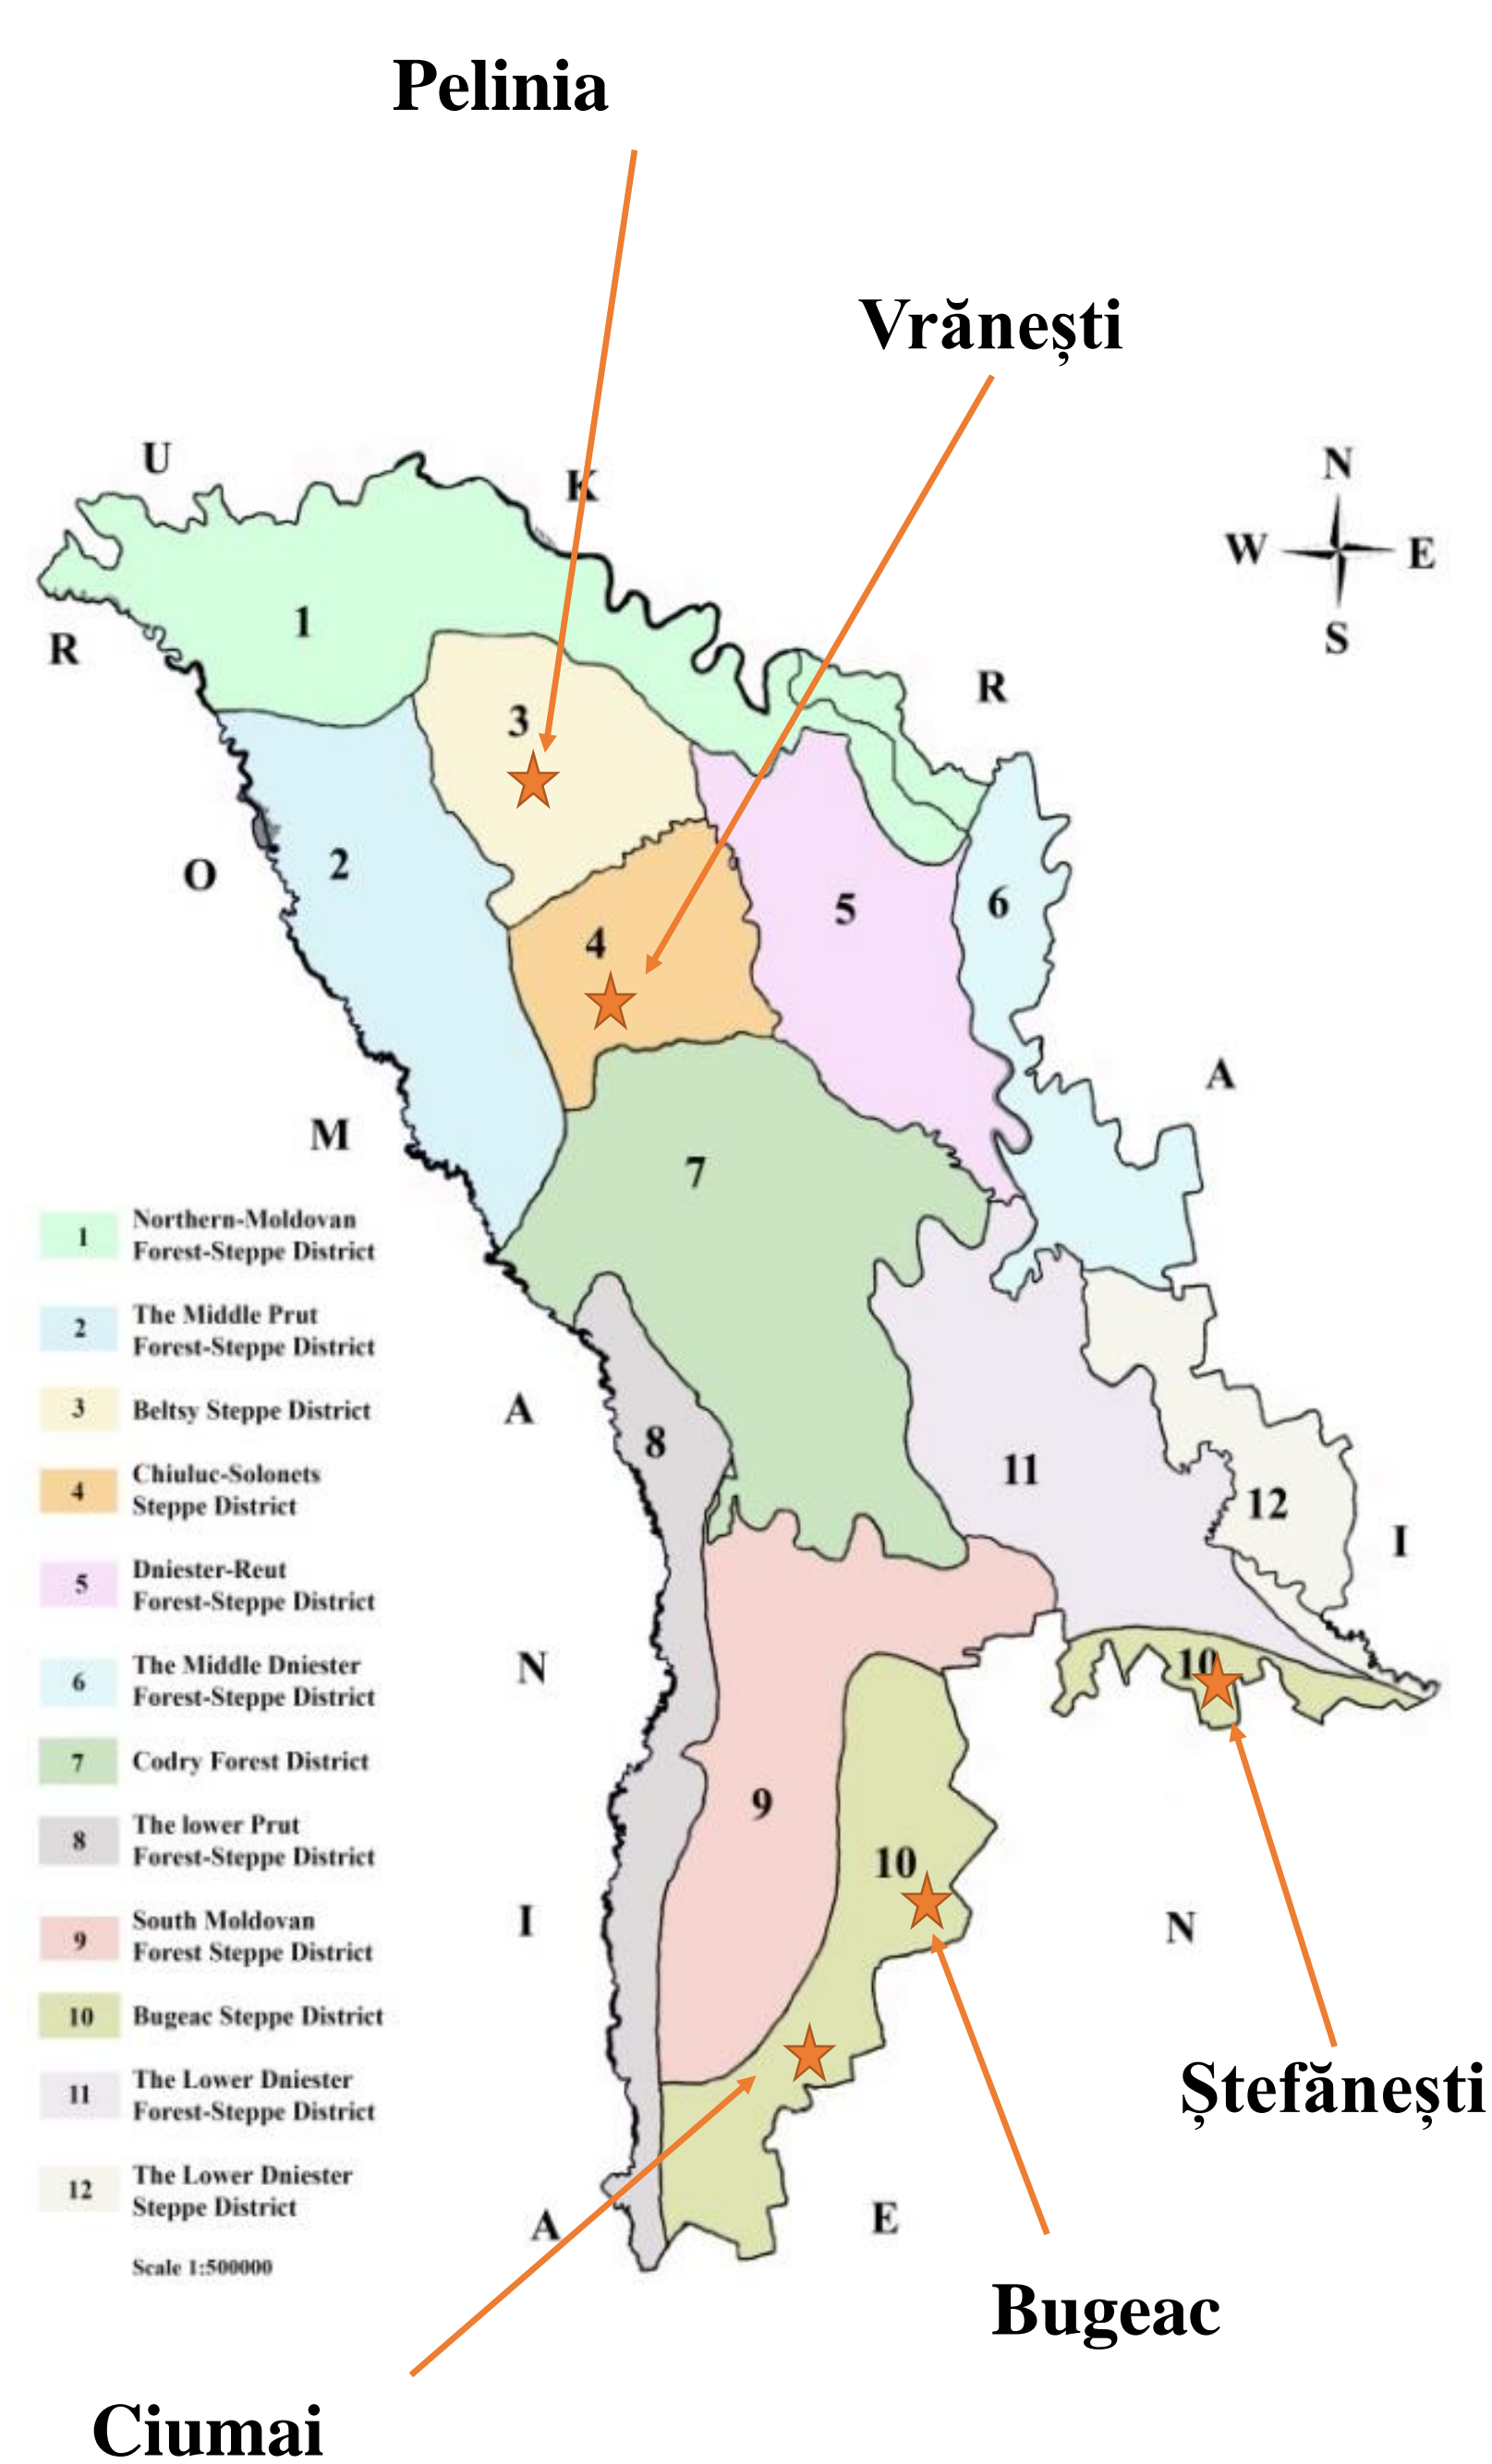 Pelinia
Vrănești
U
K
N
W
E
S
1
R
R
3
2
O
5
6
4
A
M
7
1
Northern-Moldovan
Forest-Steppe District
2
The Middle Prut
Forest-Steppe District
3
Beltsy Steppe District
4
Chiuluc-Solonets
Steppe District
5
Dniester-Reut
Forest-Steppe District
6
The Middle Dniester
Forest-Steppe District
7
Codry Forest District
8
The lower Prut
Forest-Steppe District
9
South Moldovan
Forest Steppe District
10
Bugeac Steppe District
11
The Lower Dniester
Forest-Steppe District
12
The Lower Dniester
Steppe District
Scale 1:500000
A
8
11
12
I
N
10
9
10
I
N
Ștefănești
A
E
Bugeac
Ciumai